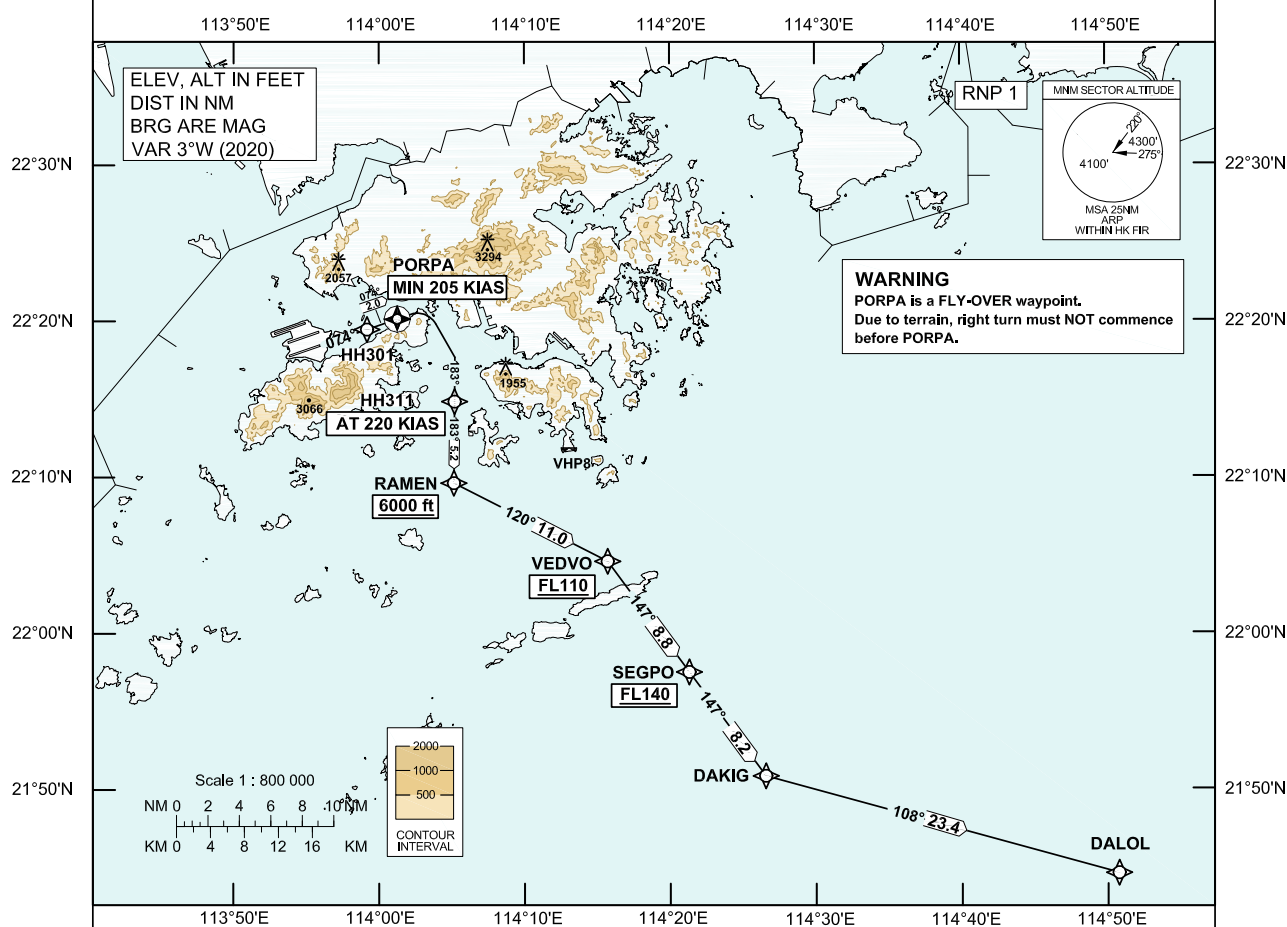 113°50'E 114°00'E 114°10'E 114°20'E 114°30'E 114°40'E 114°50'E
ELEV, ALT IN FEET
DIST IN NM
BRG ARE MAG
VAR 3°W (2020)
RNP 1
MNM SECTOR ALTITUDE
220°
4300'
275°
4100'
MSA 25NM
ARP
WITHIN HK FIR
22°30'N 22°30'N
3294
2057
PORPA
MIN 205 KIAS
WARNING
PORPA is a FLY-OVER waypoint.
Due to terrain, right turn must NOT commence
before PORPA.
074°
2.0
22°20'N 22°20'N
074°
HH301
183°
1955
3066
HH311
AT 220 KIAS
183°
5.2
VHP8
22°10'N 22°10'N
RAMEN
6000 ft
120° 11.0
VEDVO
FL110
147° 8.8
22°00'N 22°00'N
SEGPO
FL140
147° 8.2
DAKIG
2000
1000
500
CONTOUR
INTERVAL
21°50'N 21°50'N
Scale 1 : 800 000
NM 0 2 4 6 8 10 NM
KM 0 4 8 12 16 KM
108° 23.4
DALOL
113°50'E 114°00'E 114°10'E 114°20'E 114°30'E 114°40'E 114°50'E